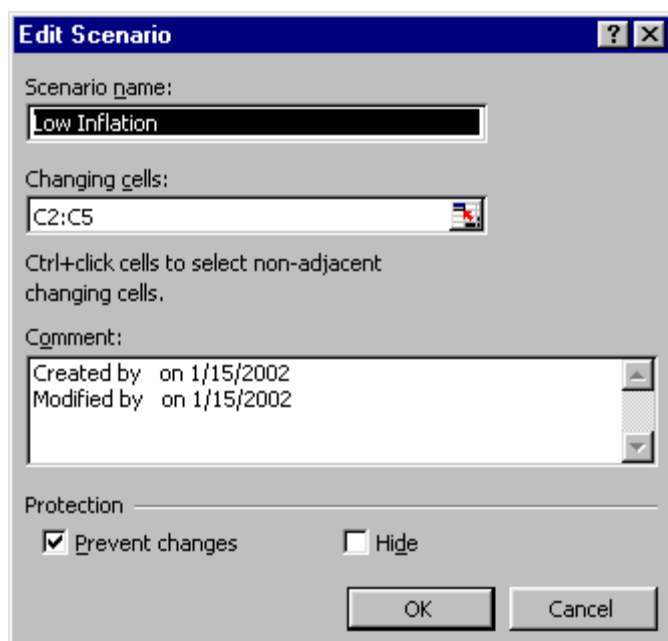 Edit Scenario
Scenario name:
Low Inflation
Changing cells:
C2:C5
Ctrl+click cells to select non-adjacent
changing cells.
Comment:
Created by   on 1/15/2002
Modified by   on 1/15/2002
Protection
Prevent changes
Hide
OK
Cancel